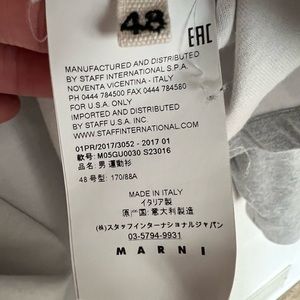 48
EAC
MANUFACTURED AND DISTRIBUTED
BY STAFF INTERNATIONAL S.P.A.
NOVENTA VICENTINA - ITALY
PH 0444 784500 FAX 0444 784580
FOR U.S.A. ONLY
IMPORTED AND DISTRIBUTED
BY STAFF U.S.A. INC
WWW.STAFFINTERNATIONAL.COM
01PR/2017/3052 - 2017 01
款号: M05GU0030 S23016
品名: 男 運動衫
48 号型: 170/88A
MADE IN ITALY
イタリア製
原產國: 意大利製造
(株)スタッフインターナショナルジャパン
03-5794-9931
MARNI